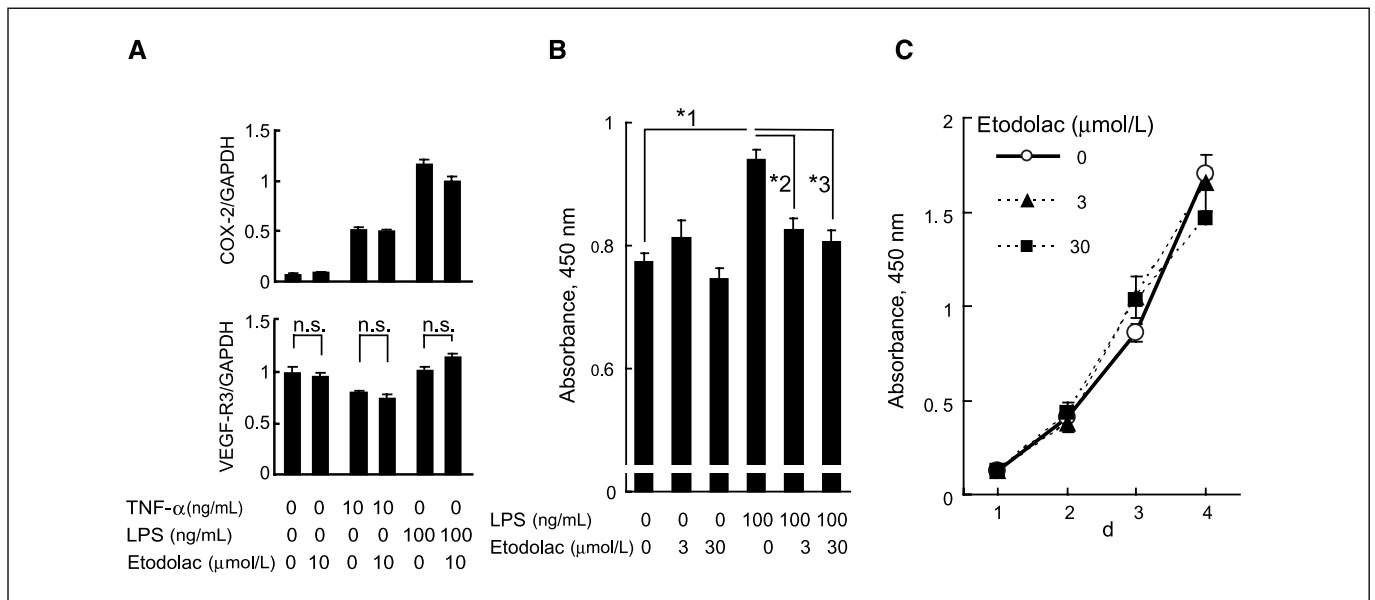 A
B
C
1.5
1
0.5
0
COX-2/GAPDH
1.5
1
0.5
0
VEGF-R3/GAPDH
n.s. n.s. n.s.
TNF-α(ng/mL) 0 0 10 10 0 0
LPS (ng/mL) 0 0 0 0 100 100
Etodolac (μmol/L) 0 10 0 10 0 10
1
0.8
0.6
0
Absorbance, 450 nm
*1
*2 *3
LPS (ng/mL) 0 0 0 100 100 100
Etodolac (μmol/L) 0 3 30 0 3 30
2
1.5
1
0.5
0
Absorbance, 450 nm
Etodolac (μmol/L)
0
3
30
1 2 3 4
d